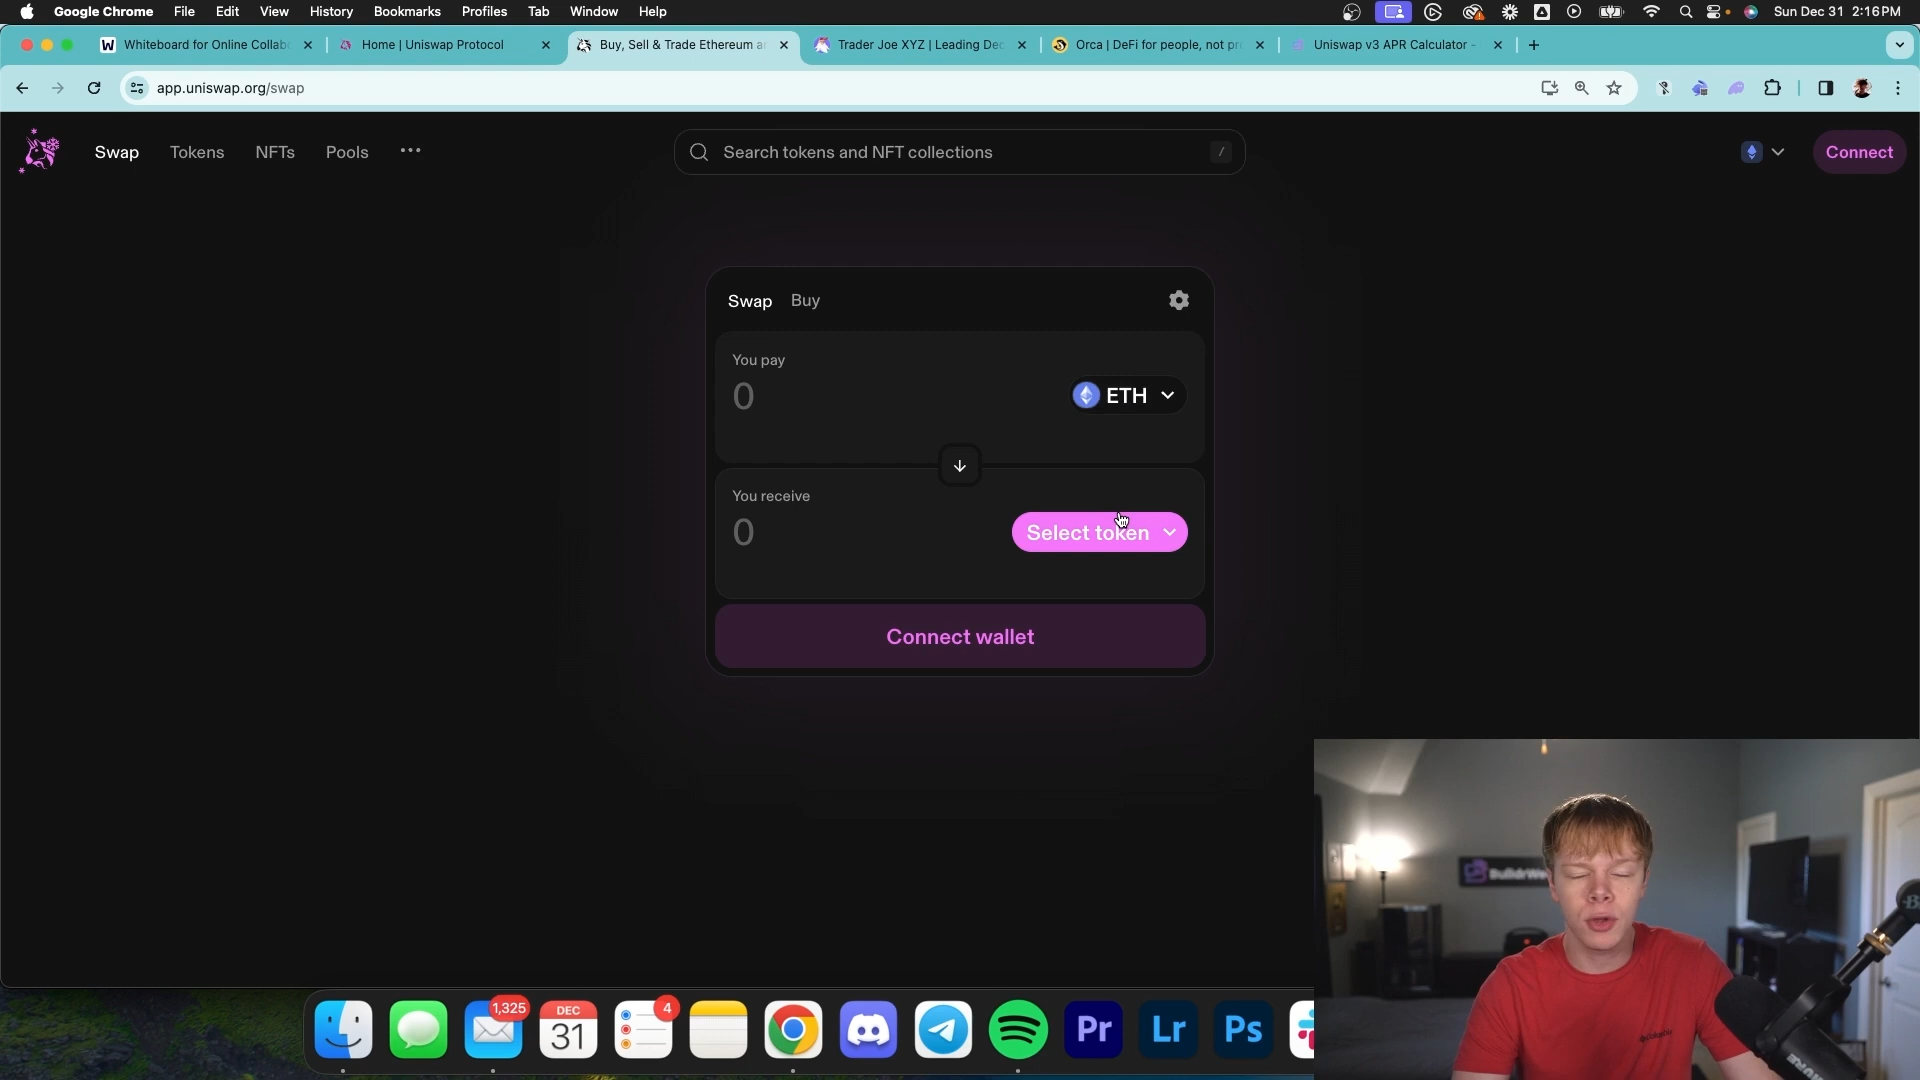 Google Chrome File Edit View History Bookmarks Profiles Tab Window Help Sun Dec 31 2:16 PM
W Whiteboard for Online Collab Home | Uniswap Protocol Buy, Sell & Trade Ethereum a Trader Joe XYZ | Leading Dec Orca | DeFi for people, not pr Uniswap v3 APR Calculator -
app.uniswap.org/swap
Swap Tokens NFTs Pools ··· Search tokens and NFT collections / Connect
Swap Buy
You pay
0 ETH
You receive
0 Select token
Connect wallet
1,325
DEC
31
4
Pr Lr Ps